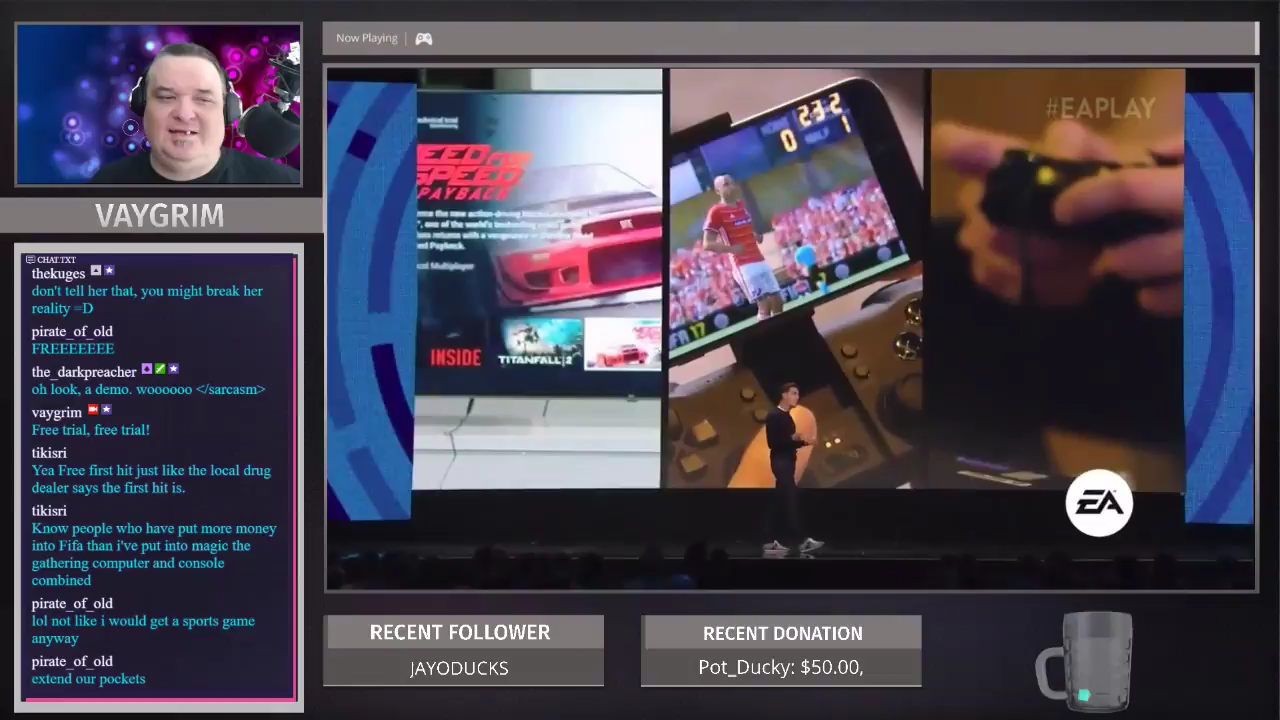 Now Playing
#EAPLAY
VAYGRIM
CHAT.TXT
thekuges
don't tell her that, you might break her
reality =D
pirate_of_old
FREEEEEEE
the_darkpreacher
oh look, a demo. woooooo </sarcasm>
vaygrim
Free trial, free trial!
tikisri
Yea Free first hit just like the local drug
dealer says the first hit is.
tikisri
Know people who have put more money
into Fifa than i've put into magic the
gathering computer and console
combined
pirate_of_old
lol not like i would get a sports game
anyway
pirate_of_old
extend our pockets
EED FOR
SPEED
PAYBACK
INSIDE
TITANFALL 2
2:32
0
HALF 1
FA 17
EA
RECENT FOLLOWER
JAYODUCKS
RECENT DONATION
Pot_Ducky: $50.00,